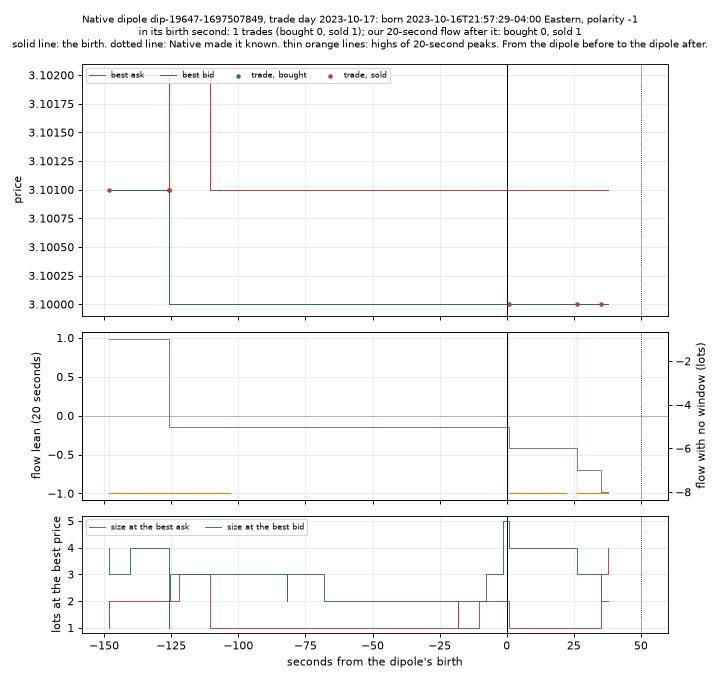 Native dipole dip-19647-1697507849, trade day 2023-10-17: born 2023-10-16T21:57:29-04:00 Eastern, polarity -1
in its birth second: 1 trades (bought 0, sold 1); our 20-second flow after it: bought 0, sold 1
solid line: the birth. dotted line: Native made it known. thin orange lines: highs of 20-second peaks. From the dipole before to the dipole after.
3.10200
3.10175
3.10150
3.10125
3.10100
3.10075
3.10050
3.10025
3.10000
price
best ask
best bid
trade, bought
trade, sold
1.0
0.5
0.0
−0.5
−1.0
flow lean (20 seconds)
−2
−4
−6
−8
flow with no window (lots)
5
4
3
2
1
lots at the best price
size at the best ask
size at the best bid
−150
−125
−100
−75
−50
−25
0
25
50
seconds from the dipole's birth